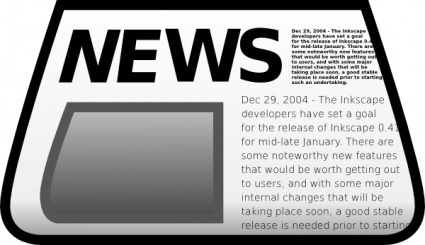 NEWS
Dec 29, 2004 - The Inkscape
developers have set a goal
for the release of Inkscape 0.4
for mid-late January. There are
some noteworthy new features
that would be worth getting out
to users, and with some major
internal changes that will be
taking place soon, a good stable
release is needed prior to starting
such an undertaking.
Dec 29, 2004 - The Inkscape
developers have set a goal
for the release of Inkscape 0.41
for mid-late January. There are
some noteworthy new features
that would be worth getting out
to users, and with some major
internal changes that will be
taking place soon, a good stable
release is needed prior to starting